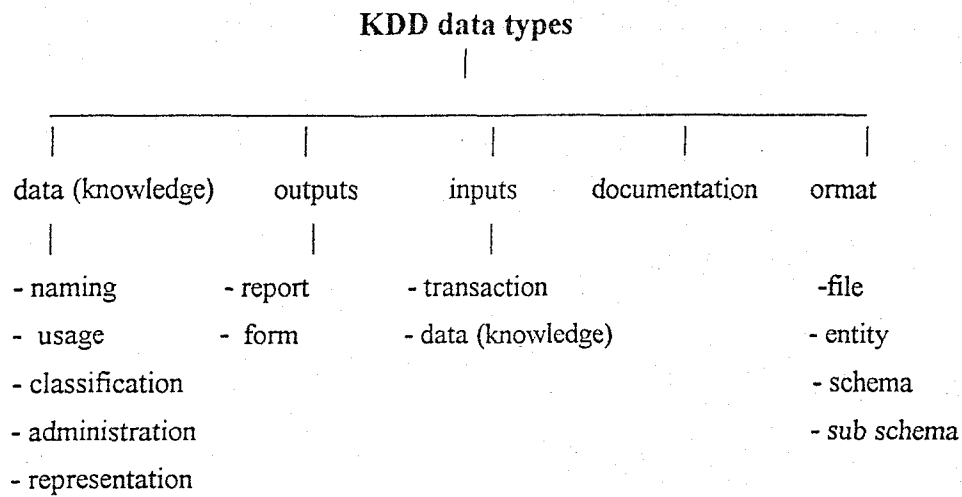 KDD data types
data (knowledge) outputs inputs documentation ormat
- naming - report - transaction -file
- usage - form - data (knowledge) - entity
- classification - schema
- administration - sub schema
- representation